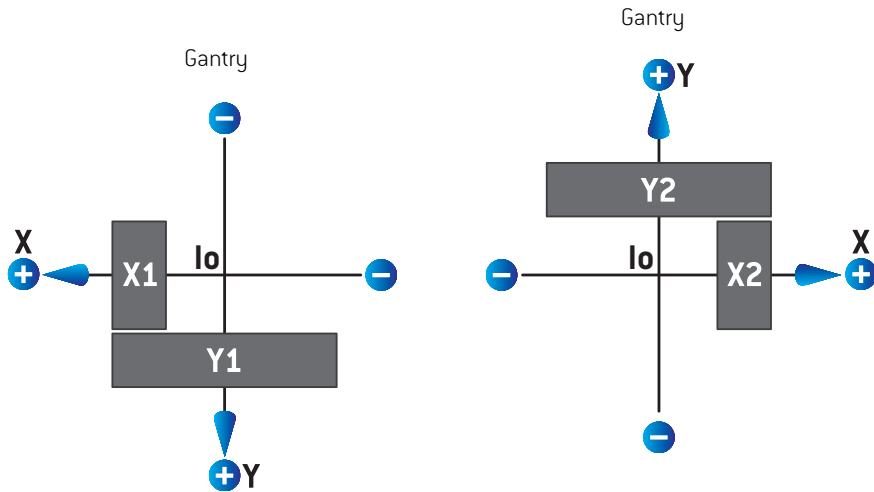 Gantry
−
X
+
X1
Io
−
Y1
+
Y
Gantry
+
Y
Y2
−
Io
X2
X
+
−